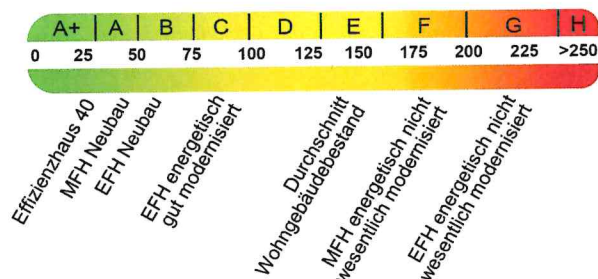 A+ A B C D E F G H
0 25 50 75 100 125 150 175 200 225 >250
Effizienzhaus 40
MFH Neubau
EFH Neubau
EFH energetisch
gut modernisiert
Durchschnitt
Wohngebäudebestand
MFH energetisch nicht
wesentlich modernisiert
EFH energetisch nicht
wesentlich modernisiert